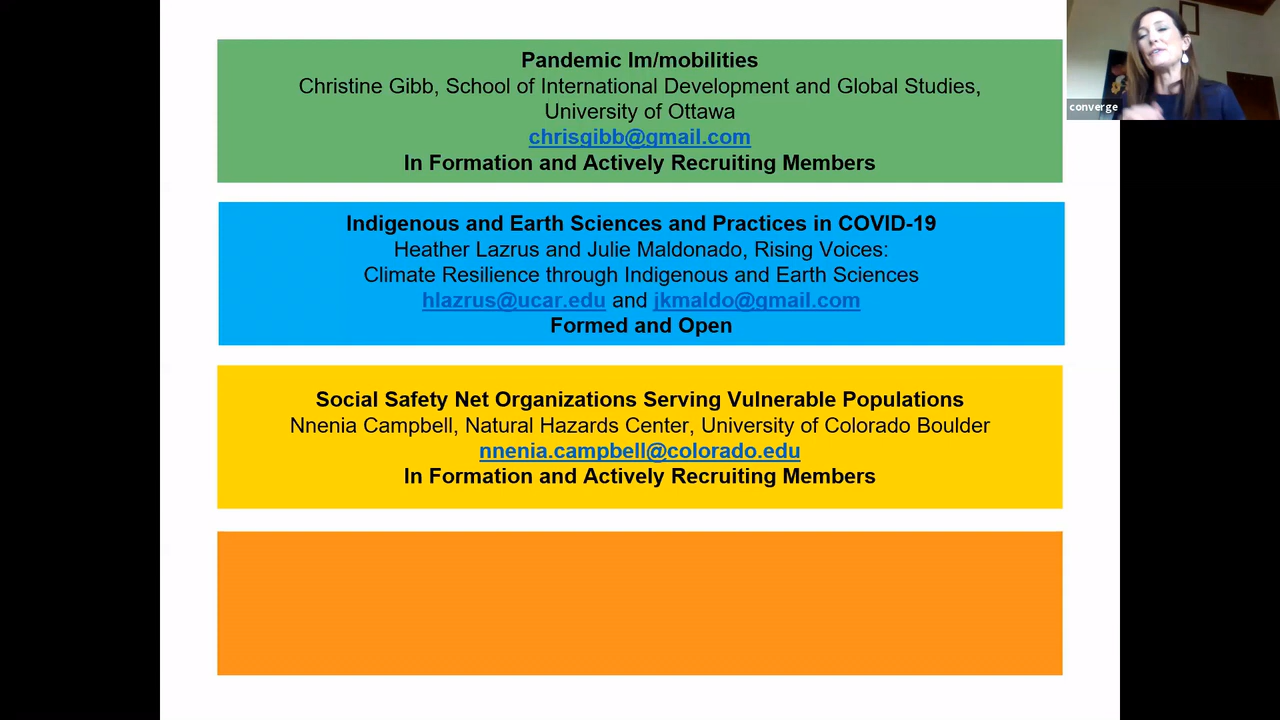 Pandemic Im/mobilities
Christine Gibb, School of International Development and Global Studies,
University of Ottawa
chrisgibb@gmail.com
In Formation and Actively Recruiting Members
converge
Indigenous and Earth Sciences and Practices in COVID-19
Heather Lazrus and Julie Maldonado, Rising Voices:
Climate Resilience through Indigenous and Earth Sciences
hlazrus@ucar.edu and jkmaldo@gmail.com
Formed and Open
Social Safety Net Organizations Serving Vulnerable Populations
Nnenia Campbell, Natural Hazards Center, University of Colorado Boulder
nnenia.campbell@colorado.edu
In Formation and Actively Recruiting Members